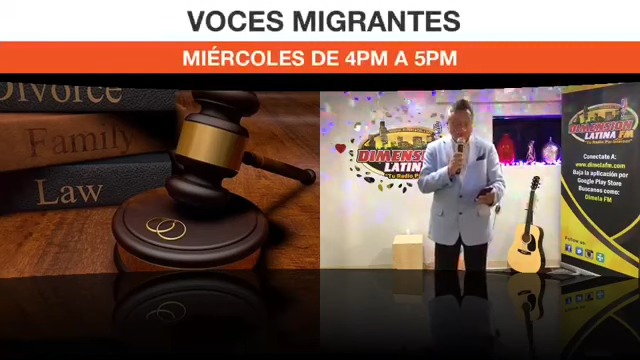 VOCES MIGRANTES
MIÉRCOLES DE 4PM A 5PM
Divorce
Family
Law
DIMENSION
LATINA FM
DIMENSION
LATINA FM
Conectate A:
www.dimelafm.com
Baja la aplicación por
Google Play Store
Buscanos como:
Dimela FM